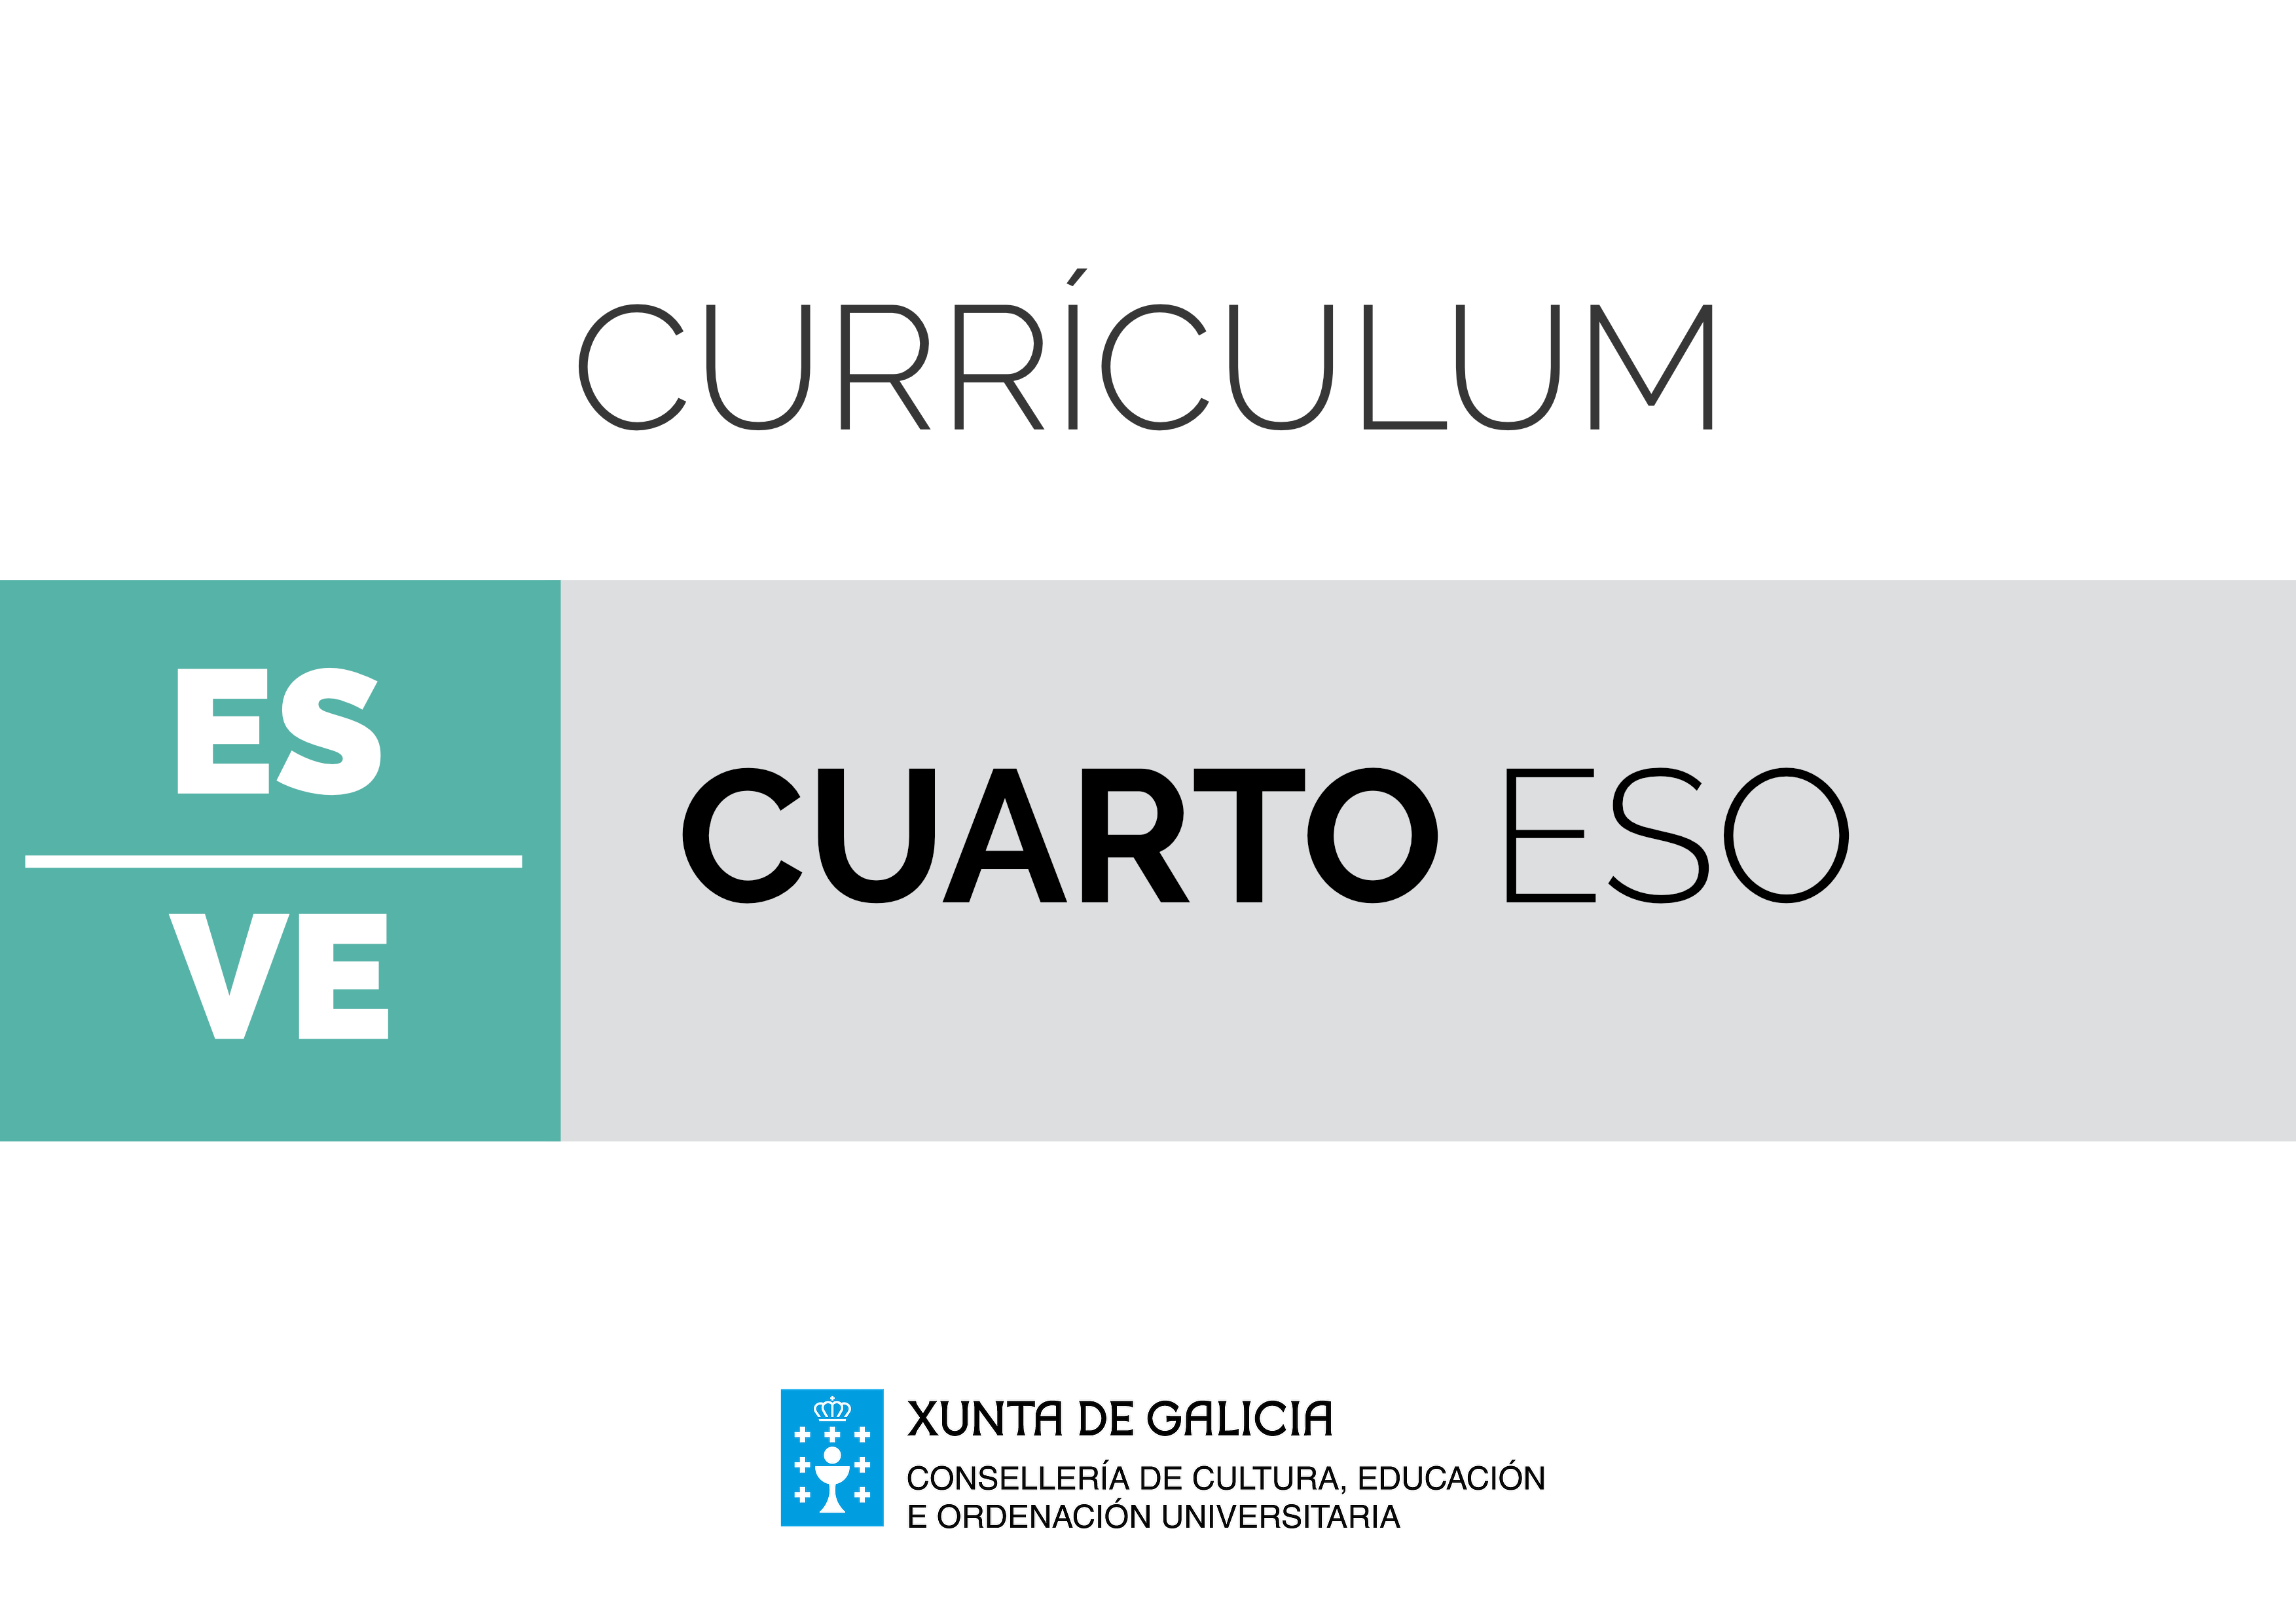 CURRÍCULUM
ES
VE
CUARTO ESO
XUNTA DE GALICIA
CONSELLERÍA DE CULTURA, EDUCACIÓN
E ORDENACIÓN UNIVERSITARIA